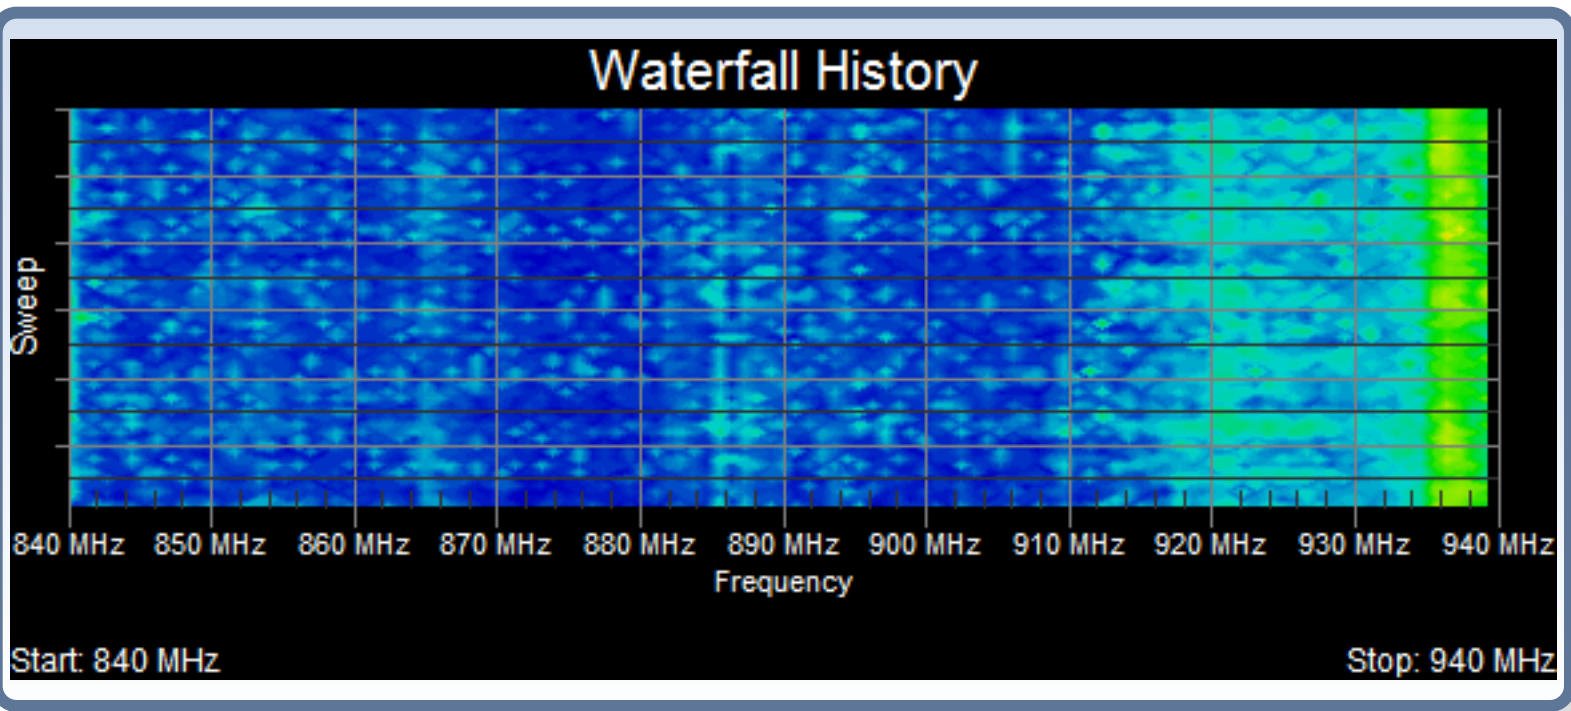 Waterfall History
Sweep
840 MHz 850 MHz 860 MHz 870 MHz 880 MHz 890 MHz 900 MHz 910 MHz 920 MHz 930 MHz 940 MHz
Frequency
Start: 840 MHz Stop: 940 MHz